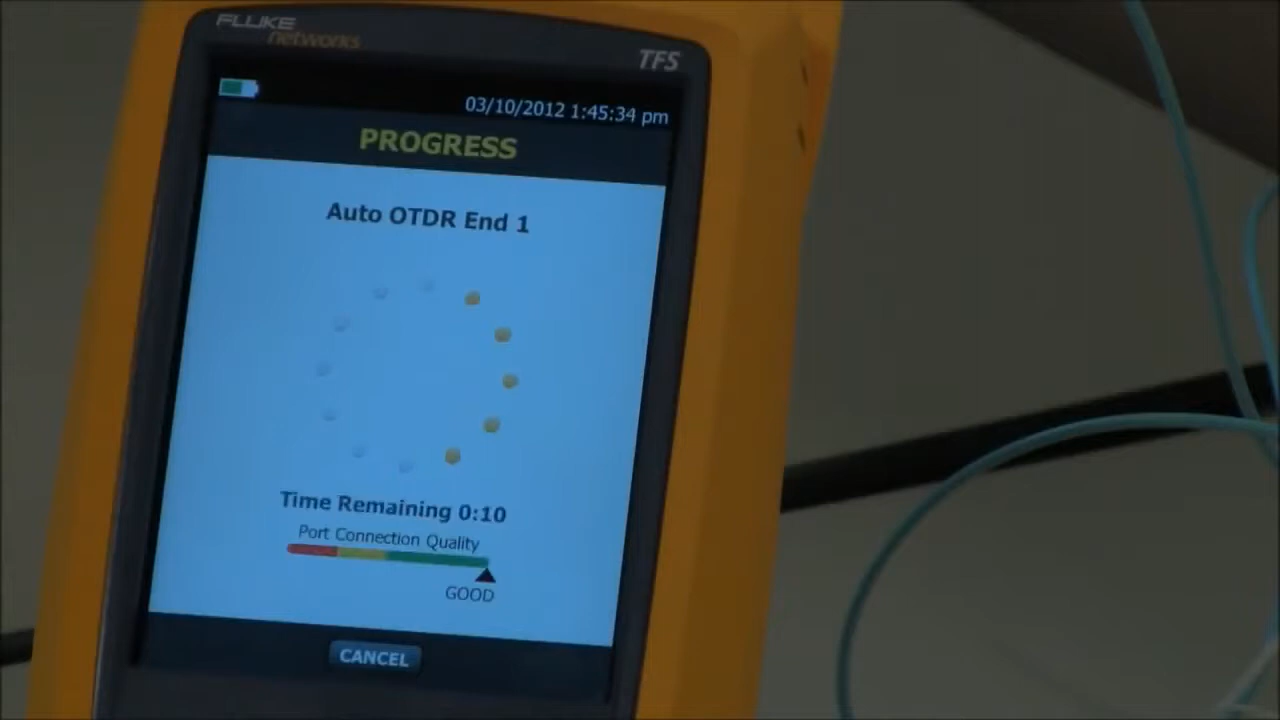 FLUKE
networks
TFS
03/10/2012 1:45:34 pm
PROGRESS
Auto OTDR End 1
Time Remaining 0:10
Port Connection Quality
GOOD
CANCEL